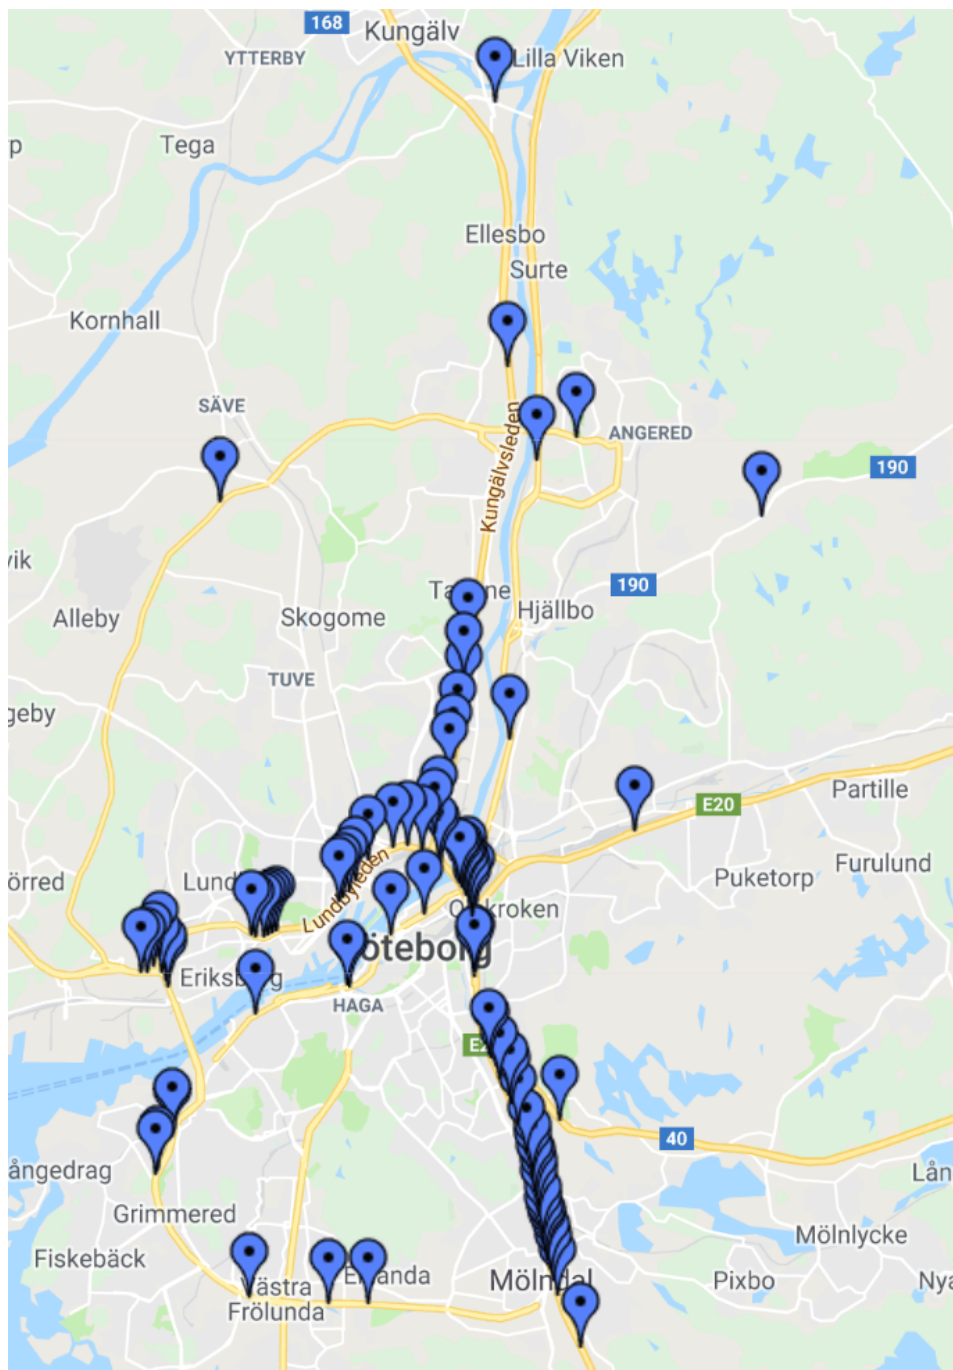 168
Kungälv
YTTERBY
Lilla Viken
Tega
Ellesbo
Surte
Kornhall
SÄVE
Kungälvsleden
ANGERED
190
190
Alleby
Skogome
Hjällbo
TUVE
E20
Partille
Puketorp
Furulund
Lundbyleden
HAGA
40
Grimmered
Fiskebäck
Mölnlycke
Västra
Frölunda
Mölndal
Pixbo